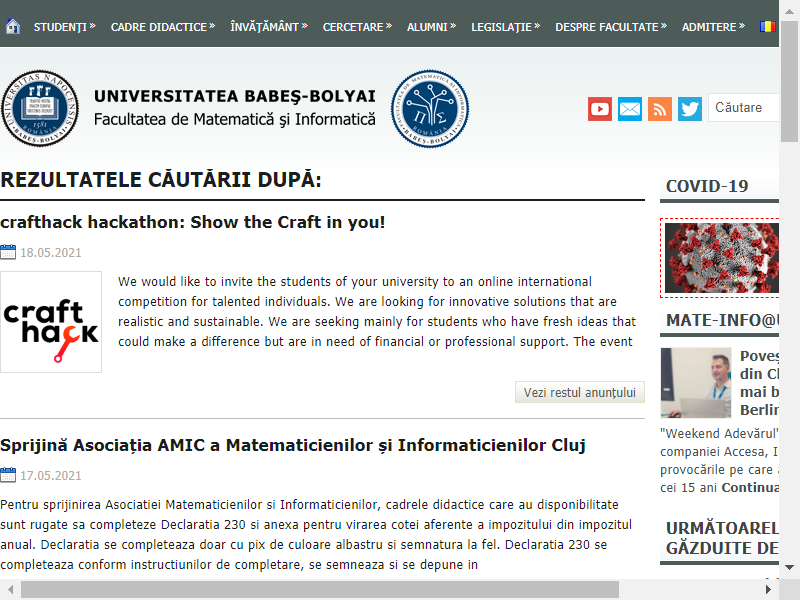 STUDENȚI » CADRE DIDACTICE » ÎNVĂȚĂMÂNT » CERCETARE » ALUMNI » LEGISLAȚIE » DESPRE FACULTATE » ADMITERE »
UNIVERSITATEA BABEŞ-BOLYAI
Facultatea de Matematică şi Informatică
Căutare
REZULTATELE CĂUTĂRII DUPĂ:
crafthack hackathon: Show the Craft in you!
18.05.2021
craft
hack
We would like to invite the students of your university to an online international
competition for talented individuals. We are looking for innovative solutions that are
realistic and sustainable. We are seeking mainly for students who have fresh ideas that
could make a difference but are in need of financial or professional support. The event
Vezi restul anunțului
Sprijină Asociația AMIC a Matematicienilor și Informaticienilor Cluj
17.05.2021
Pentru sprijinirea Asociatiei Matematicienilor si Informaticienilor, cadrele didactice care au disponibilitate
sunt rugate sa completeze Declaratia 230 si anexa pentru virarea cotei aferente a impozitului din impozitul
anual. Declaratia se completeaza doar cu pix de culoare albastru si semnatura la fel. Declaratia 230 se
completeaza conform instructiunilor de completare, se semneaza si se depune in
COVID-19
MATE-INFO@U
Poveș
din Cl
mai b
Berlin
"Weekend Adevărul"
companiei Accesa, I
provocările pe care a
cei 15 ani Continua
URMĂTOAREL
GĂZDUITE DE